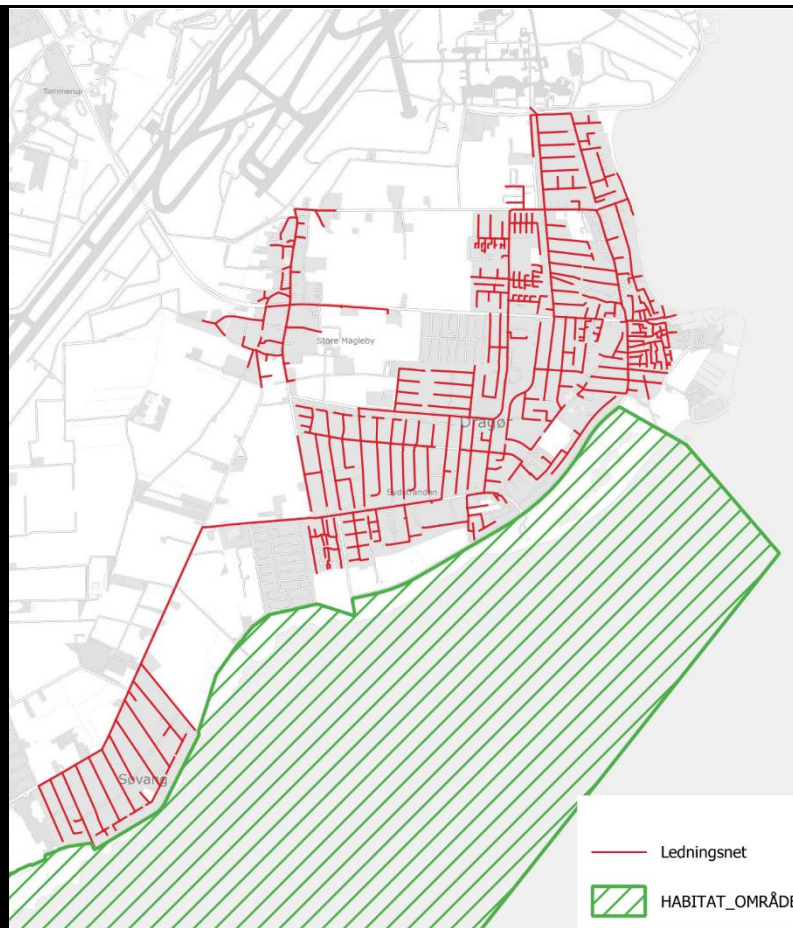 Tømmerup
Store Magleby
Dragør
Sydstranden
Søvang
Ledningsnet
HABITAT_OMRÅDE